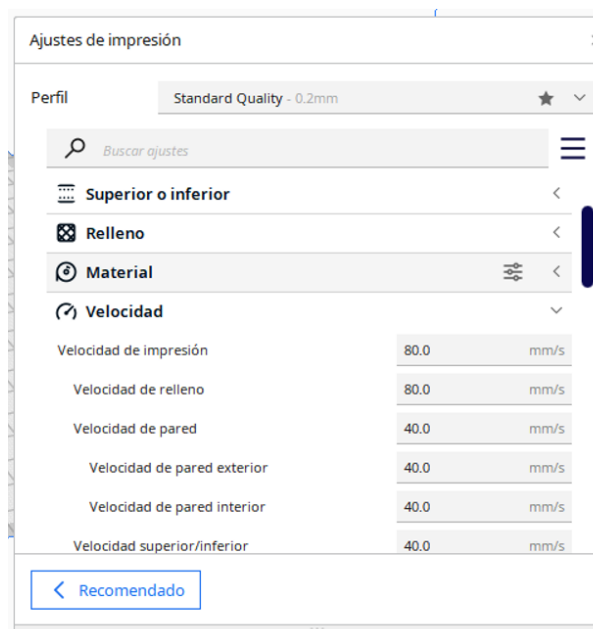 Ajustes de impresión
Perfil
Standard Quality - 0.2mm
Buscar ajustes
Superior o inferior
Relleno
Material
Velocidad
Velocidad de impresión 80.0 mm/s
Velocidad de relleno 80.0 mm/s
Velocidad de pared 40.0 mm/s
Velocidad de pared exterior 40.0 mm/s
Velocidad de pared interior 40.0 mm/s
Velocidad superior/inferior 40.0 mm/s
Recomendado